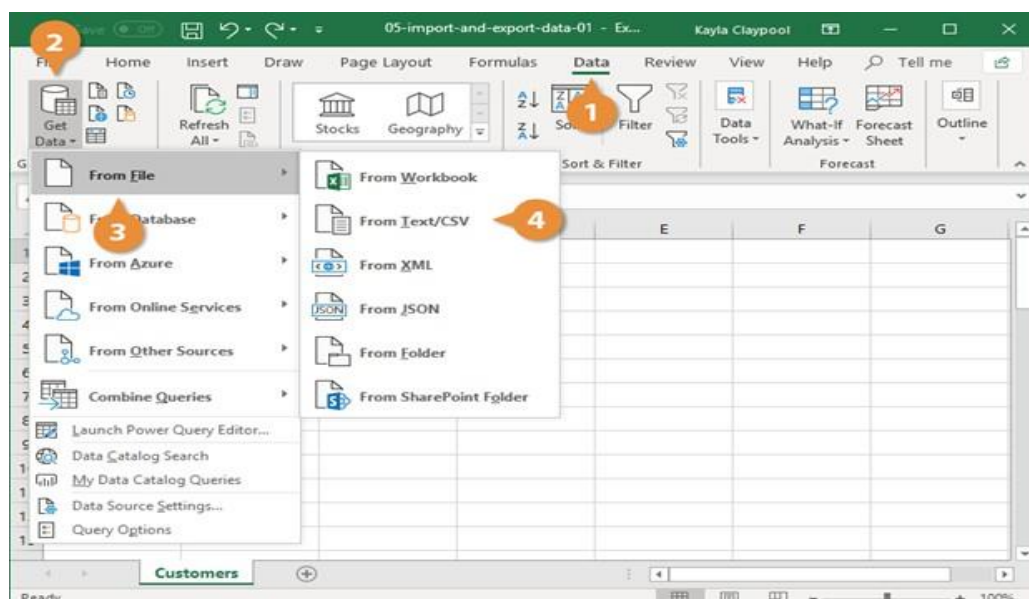 2
05-import-and-export-data-01 - Ex...
Kayla Claypool
Home Insert Draw Page Layout Formulas Data Review View Help Tell me
1
Get Data
Refresh All
Stocks Geography
Filter
Data Tools
What-If Analysis
Forecast Sheet
Outline
Sort & Filter
Forecast
From File
3
From Azure
From Online Services
From Other Sources
Combine Queries
Launch Power Query Editor...
Data Catalog Search
My Data Catalog Queries
Data Source Settings...
Query Options
From Workbook
From Text/CSV
4
From XML
JSON
From JSON
From Folder
From SharePoint Folder
E F G
Customers
Ready
100%